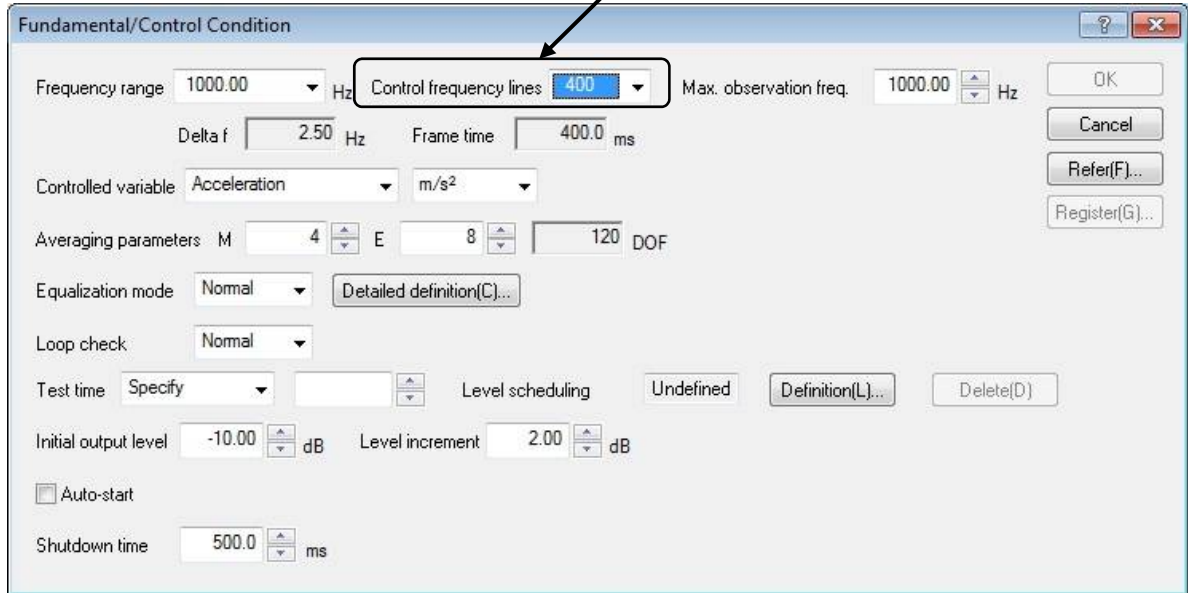 Fundamental/Control Condition
Frequency range 1000.00 Hz Control frequency lines 400 Max. observation freq. 1000.00 Hz OK
Delta f 2.50 Hz Frame time 400.0 ms Cancel
Controlled variable Acceleration m/s² Refer(F)...
Averaging parameters M 4 E 8 120 DOF Register(G)...
Equalization mode Normal Detailed definition(C)...
Loop check Normal
Test time Specify Level scheduling Undefined Definition(L)... Delete(D)
Initial output level -10.00 dB Level increment 2.00 dB
Auto-start
Shutdown time 500.0 ms